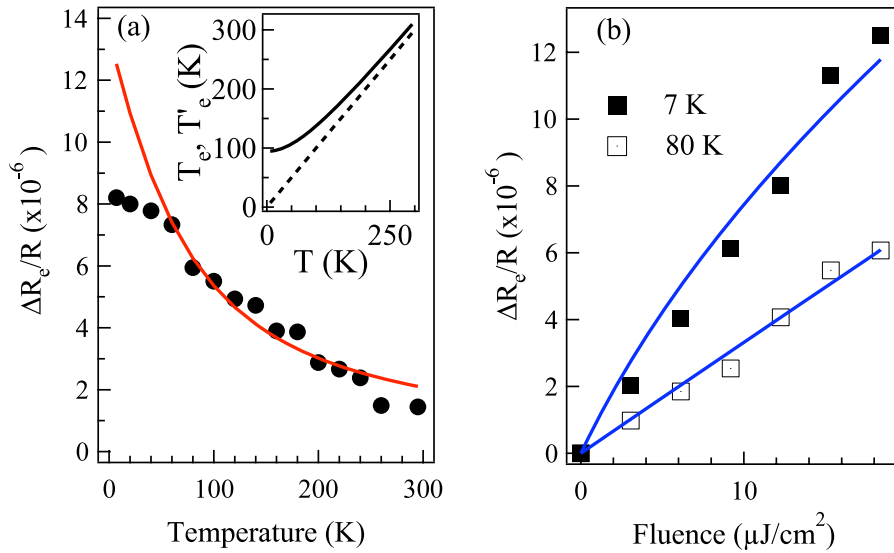 (a)
ΔRₑ/R (x10⁻⁶)
14
12
10
8
6
4
2
0
0
100
200
300
Temperature (K)
Tₑ, T'ₑ (K)
300
200
100
0
0
250
T (K)
(b)
ΔRₑ/R (x10⁻⁶)
12
10
8
6
4
2
0
7 K
80 K
0
10
Fluence (μJ/cm²)